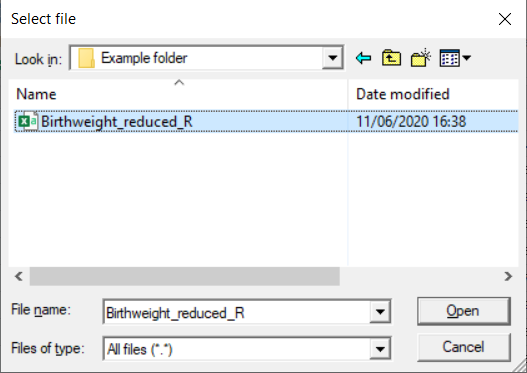 Select file
Look in: Example folder
Name Date modified
Birthweight_reduced_R 11/06/2020 16:38
File name: Birthweight_reduced_R Open
Files of type: All files (*.*) Cancel